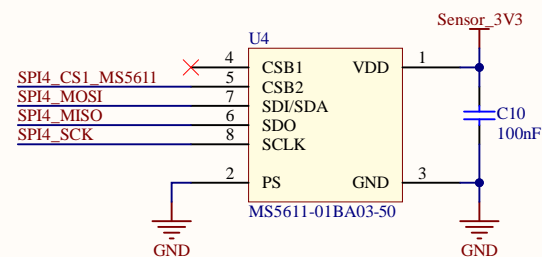 Sensor_3V3
U4
4 CSB1 VDD 1
SPI4_CS1_MS5611 5 CSB2
SPI4_MOSI 7 SDI/SDA
SPI4_MISO 6 SDO
SPI4_SCK 8 SCLK
C10
100nF
2 PS GND 3
MS5611-01BA03-50
GND GND